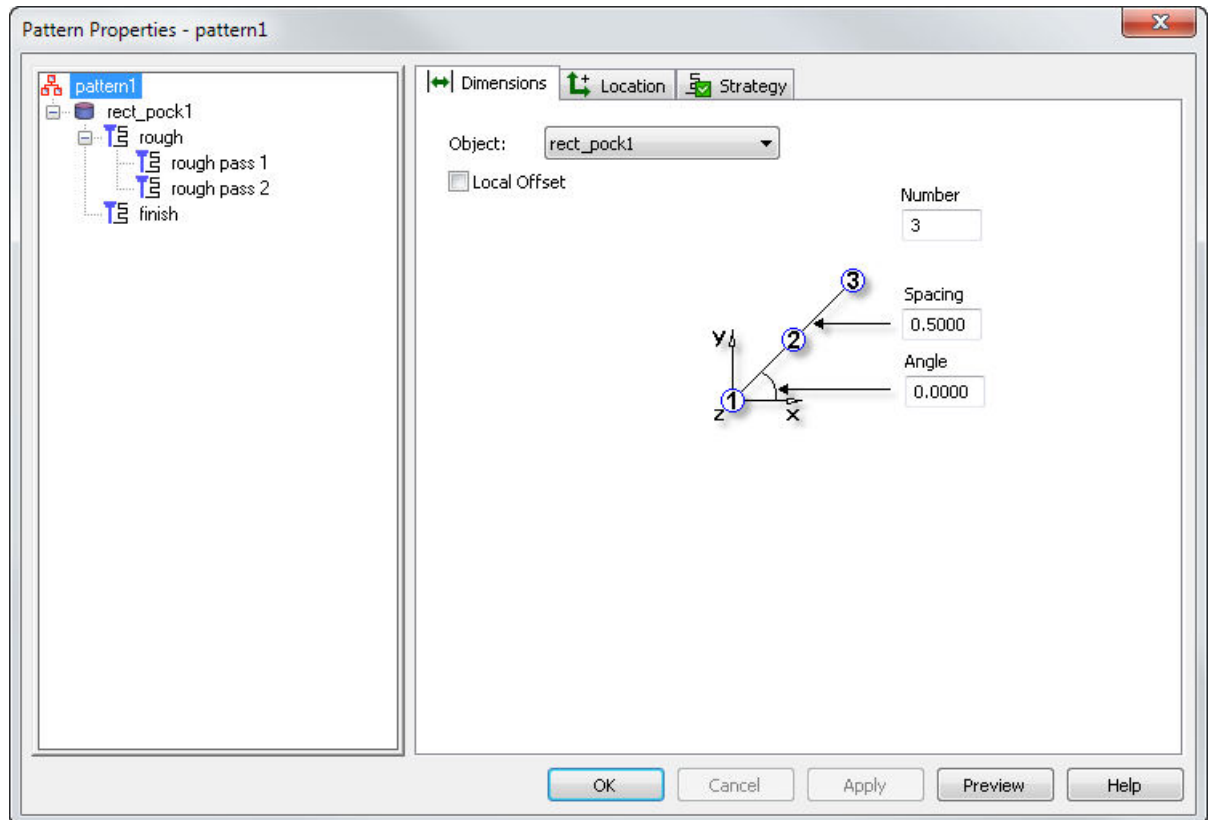 Pattern Properties - pattern1
pattern1
rect_pock1
rough
rough pass 1
rough pass 2
finish
Dimensions
Location
Strategy
Object:
rect_pock1
Local Offset
Number
3
Spacing
0.5000
Angle
0.0000
3
2
1
Y
Z
X
OK
Cancel
Apply
Preview
Help